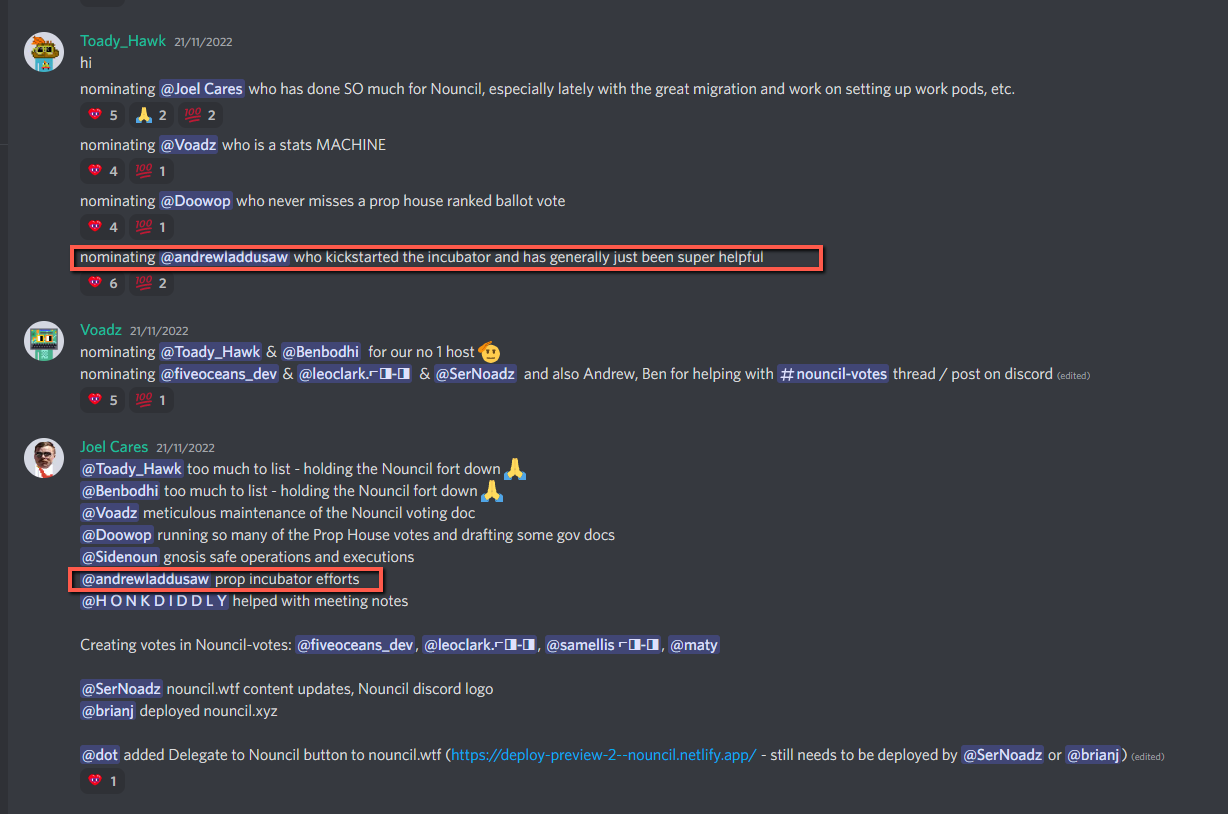 Toady_Hawk 21/11/2022
hi
nominating @Joel Cares who has done SO much for Nouncil, especially lately with the great migration and work on setting up work pods, etc.
💗 5 🙏 2 💯 2
nominating @Voadz who is a stats MACHINE
💗 4 💯 1
nominating @Doowop who never misses a prop house ranked ballot vote
💗 4 💯 1
nominating @andrewladdusaw who kickstarted the incubator and has generally just been super helpful
💗 6 💯 2
Voadz 21/11/2022
nominating @Toady_Hawk & @Benbodhi for our no 1 host 🫡
nominating @fiveoceans_dev & @leoclark.⌐◨-◨ & @SerNoadz and also Andrew, Ben for helping with #nouncil-votes thread / post on discord (edited)
💗 5 💯 1
Joel Cares 21/11/2022
@Toady_Hawk too much to list - holding the Nouncil fort down 🙏
@Benbodhi too much to list - holding the Nouncil fort down 🙏
@Voadz meticulous maintenance of the Nouncil voting doc
@Doowop running so many of the Prop House votes and drafting some gov docs
@Sidenoun gnosis safe operations and executions
@andrewladdusaw prop incubator efforts
@H O N K D I D D L Y helped with meeting notes
Creating votes in Nouncil-votes: @fiveoceans_dev, @leoclark.⌐◨-◨, @samellis ⌐◨-◨, @maty
@SerNoadz nouncil.wtf content updates, Nouncil discord logo
@brianj deployed nouncil.xyz
@dot added Delegate to Nouncil button to nouncil.wtf (https://deploy-preview-2--nouncil.netlify.app/ - still needs to be deployed by @SerNoadz or @brianj) (edited)
💗 1